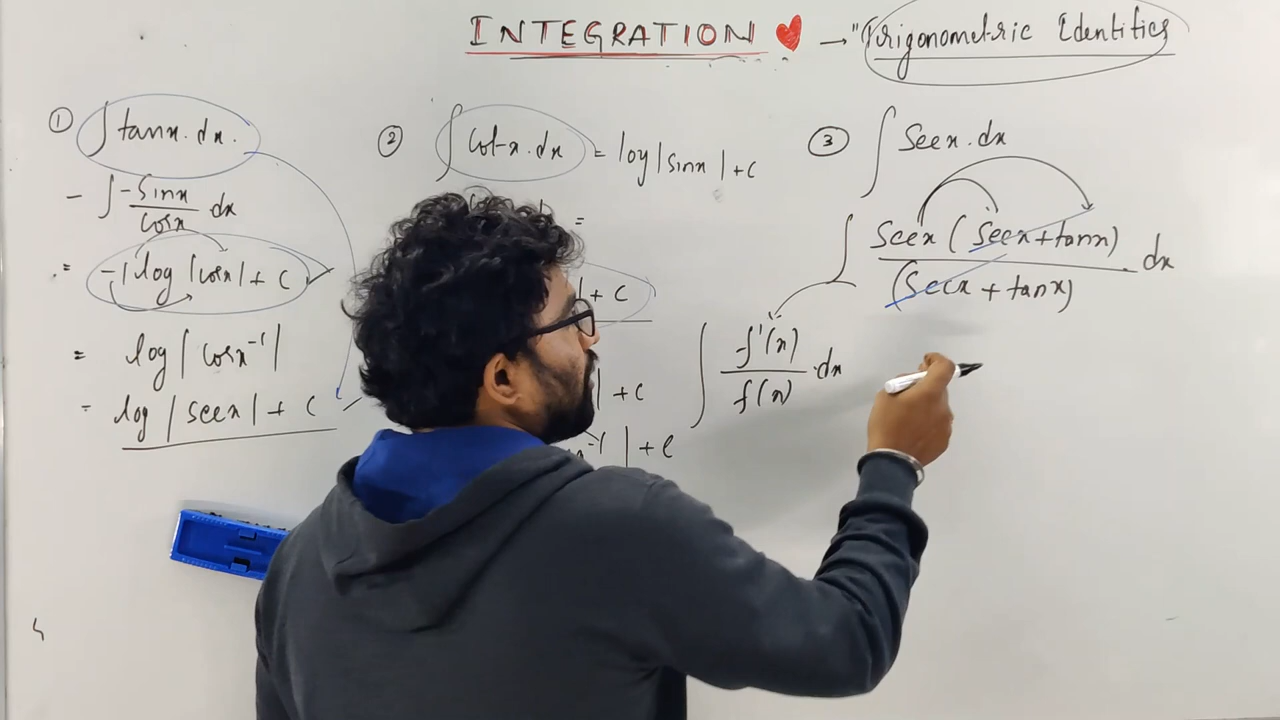 INTEGRATION ❤ → "Trigonometric Identities
① ∫ tanx. dx.
- ∫ -sinx / cosx dx
= -1 log |cosx| + C
= log | cosx⁻¹ |
= log | secx | + C
② ∫ Cot x. dx = log | sinx | + C
=
+ C
| + C
⁻¹ | + C
③ ∫ Secx. dx
∫ Secx ( Secx + tanx) / (Secx + tanx) dx
∫ f'(x) / f(x) . dx